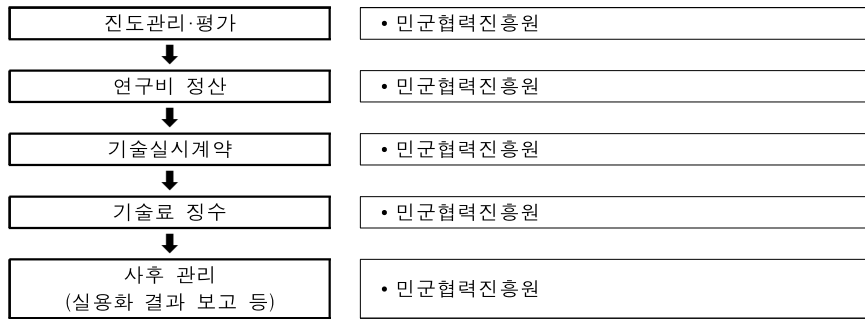 진도관리·평가
• 민군협력진흥원
연구비 정산
• 민군협력진흥원
기술실시계약
• 민군협력진흥원
기술료 징수
• 민군협력진흥원
사후 관리
(실용화 결과 보고 등)
• 민군협력진흥원